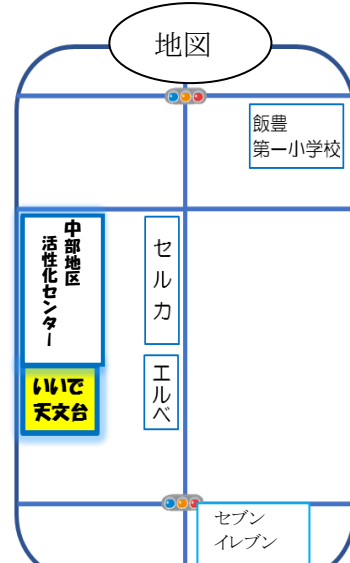 地図
飯豊
第一小学校
中部地区
活性化センター
セルカ
エルベ
いいで
天文台
セブン
イレブン